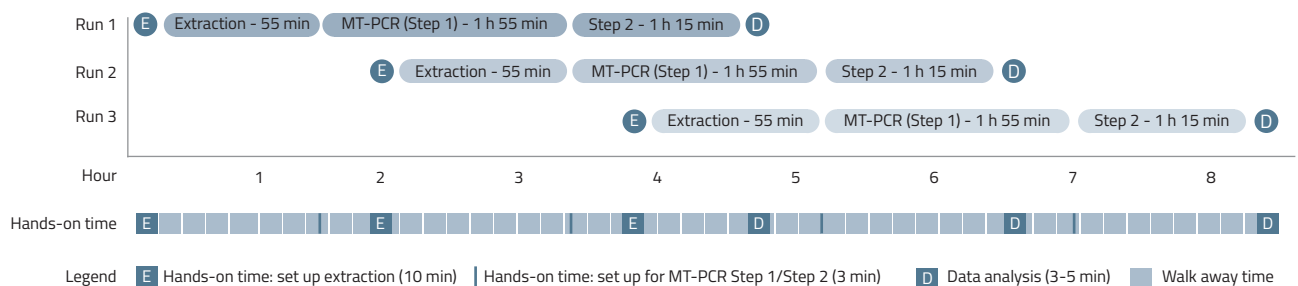 Run 1 E Extraction - 55 min MT-PCR (Step 1) - 1 h 55 min Step 2 - 1 h 15 min D
Run 2 E Extraction - 55 min MT-PCR (Step 1) - 1 h 55 min Step 2 - 1 h 15 min D
Run 3 E Extraction - 55 min MT-PCR (Step 1) - 1 h 55 min Step 2 - 1 h 15 min D
Hour 1 2 3 4 5 6 7 8
Hands-on time E E E D D D
Legend E Hands-on time: set up extraction (10 min) Hands-on time: set up for MT-PCR Step 1/Step 2 (3 min) D Data analysis (3-5 min) Walk away time